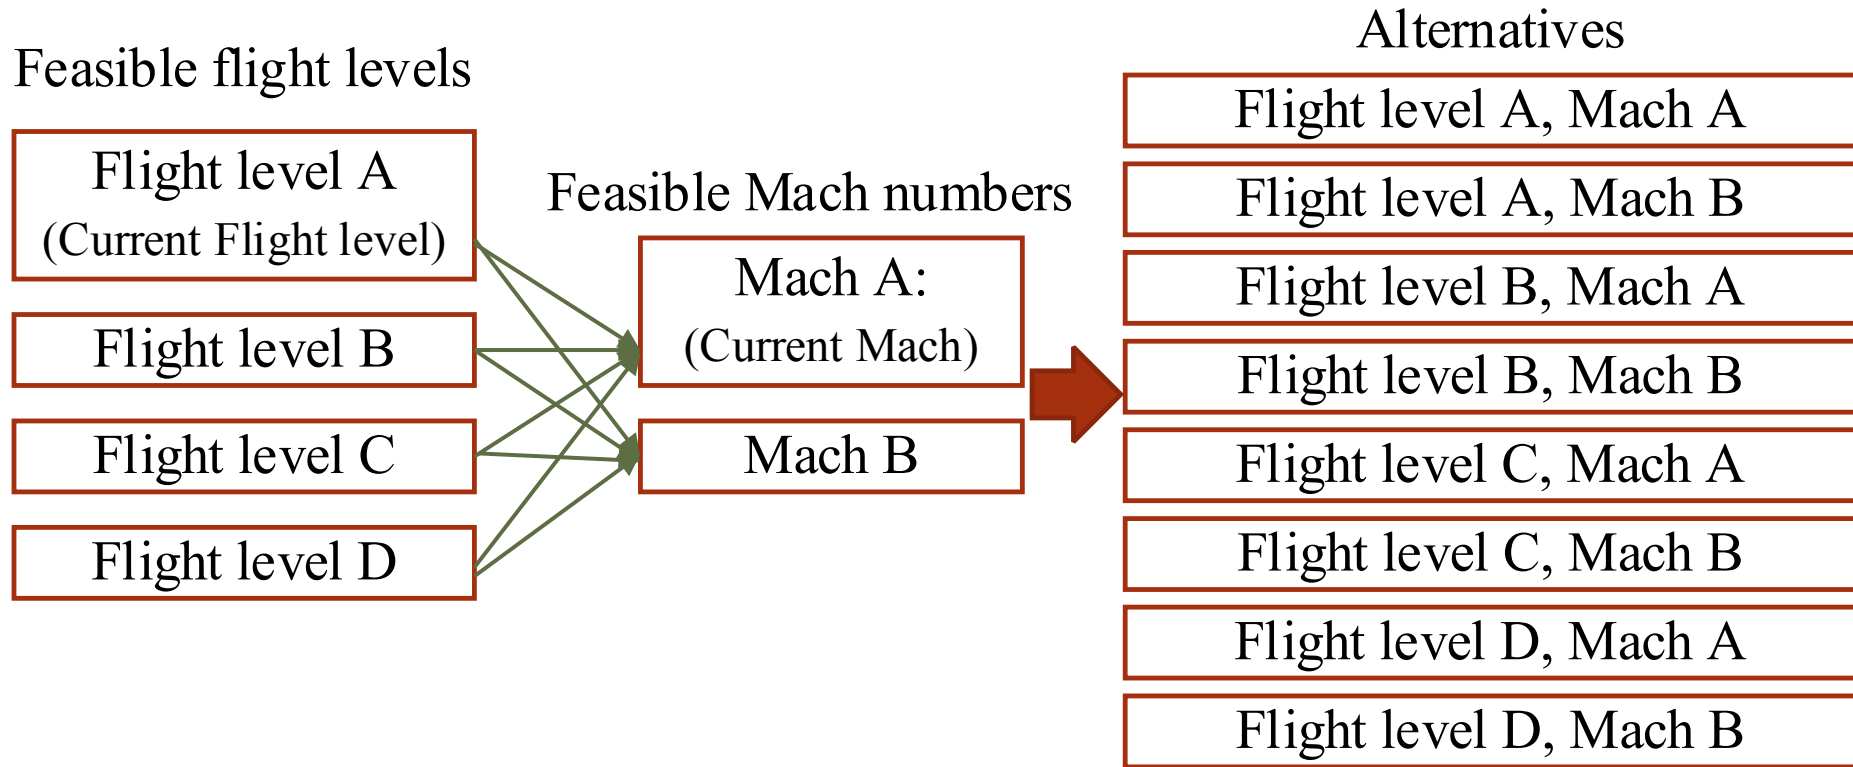 Feasible flight levels
Flight level A
(Current Flight level)
Flight level B
Flight level C
Flight level D
Feasible Mach numbers
Mach A:
(Current Mach)
Mach B
Alternatives
Flight level A, Mach A
Flight level A, Mach B
Flight level B, Mach A
Flight level B, Mach B
Flight level C, Mach A
Flight level C, Mach B
Flight level D, Mach A
Flight level D, Mach B